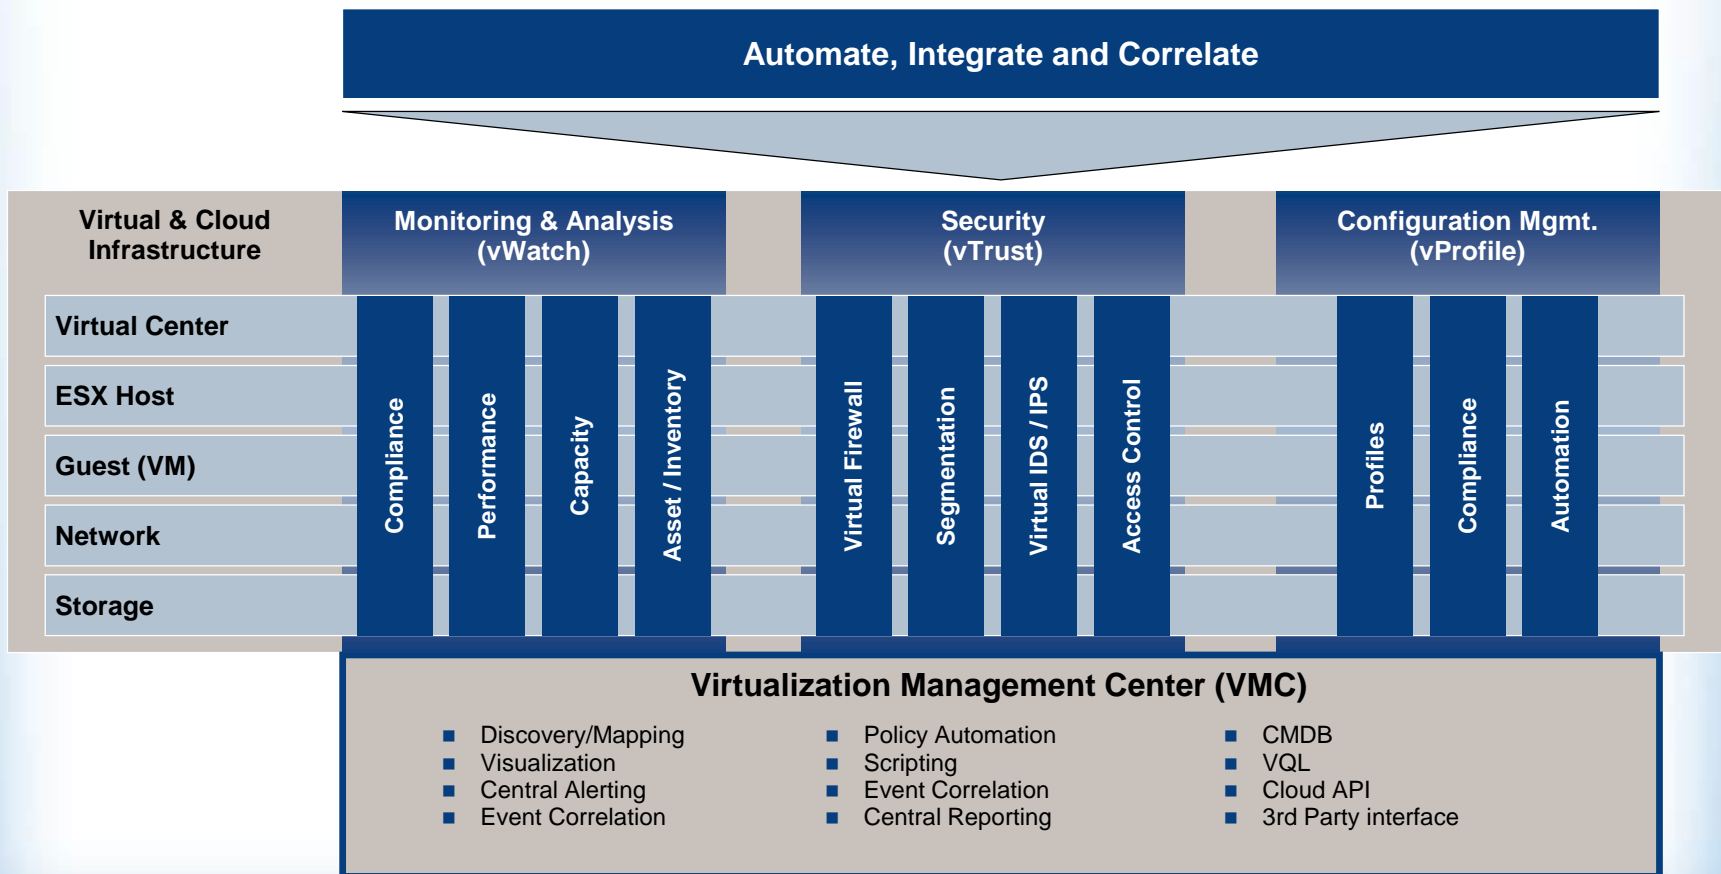 Automate, Integrate and Correlate
Virtual & Cloud
Infrastructure
Monitoring & Analysis
(vWatch)
Security
(vTrust)
Configuration Mgmt.
(vProfile)
Virtual Center
ESX Host
Guest (VM)
Network
Storage
Compliance
Performance
Capacity
Asset / Inventory
Virtual Firewall
Segmentation
Virtual IDS / IPS
Access Control
Profiles
Compliance
Automation
Virtualization Management Center (VMC)
Discovery/Mapping
Visualization
Central Alerting
Event Correlation
Policy Automation
Scripting
Event Correlation
Central Reporting
CMDB
VQL
Cloud API
3rd Party interface